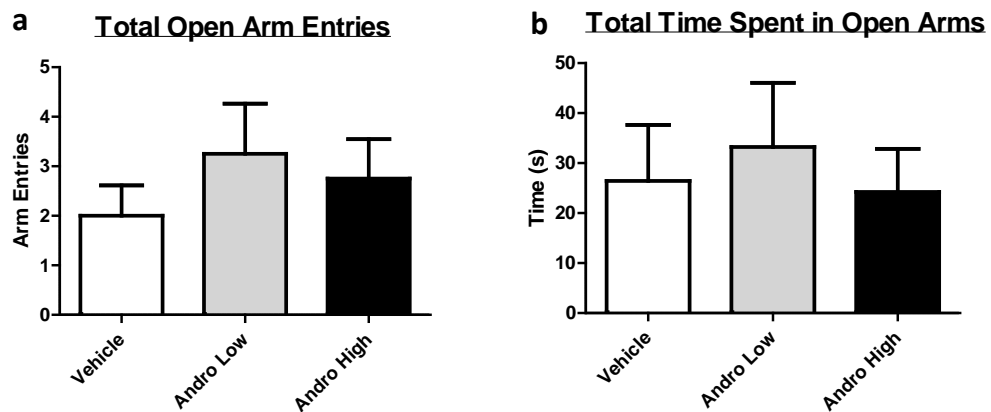 a
Total Open Arm Entries
Arm Entries
5
4
3
2
1
0
Vehicle
Andro Low
Andro High
b
Total Time Spent in Open Arms
Time (s)
50
40
30
20
10
0
Vehicle
Andro Low
Andro High